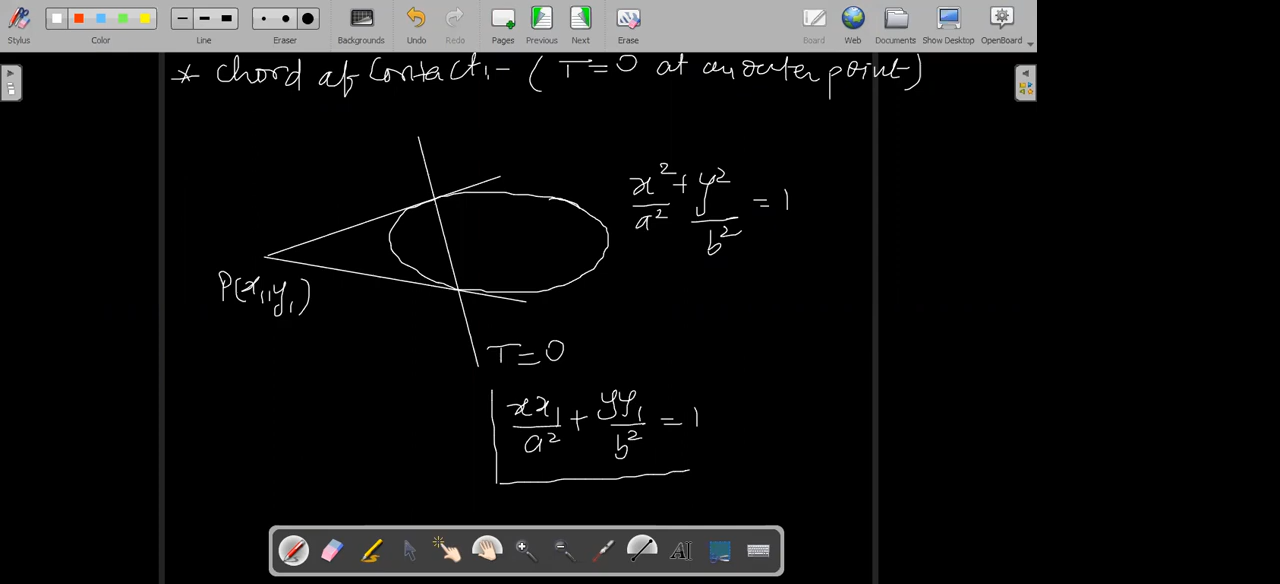 Stylus Color Line Eraser Backgrounds Undo Redo Pages Previous Next Erase Board Web Documents Show Desktop OpenBoard
* Chord of Contact :- ( T=0 at an outer point )
x²/a² + y²/b² = 1
P(x₁, y₁)
T=0
xx₁/a² + yy₁/b² = 1
AI